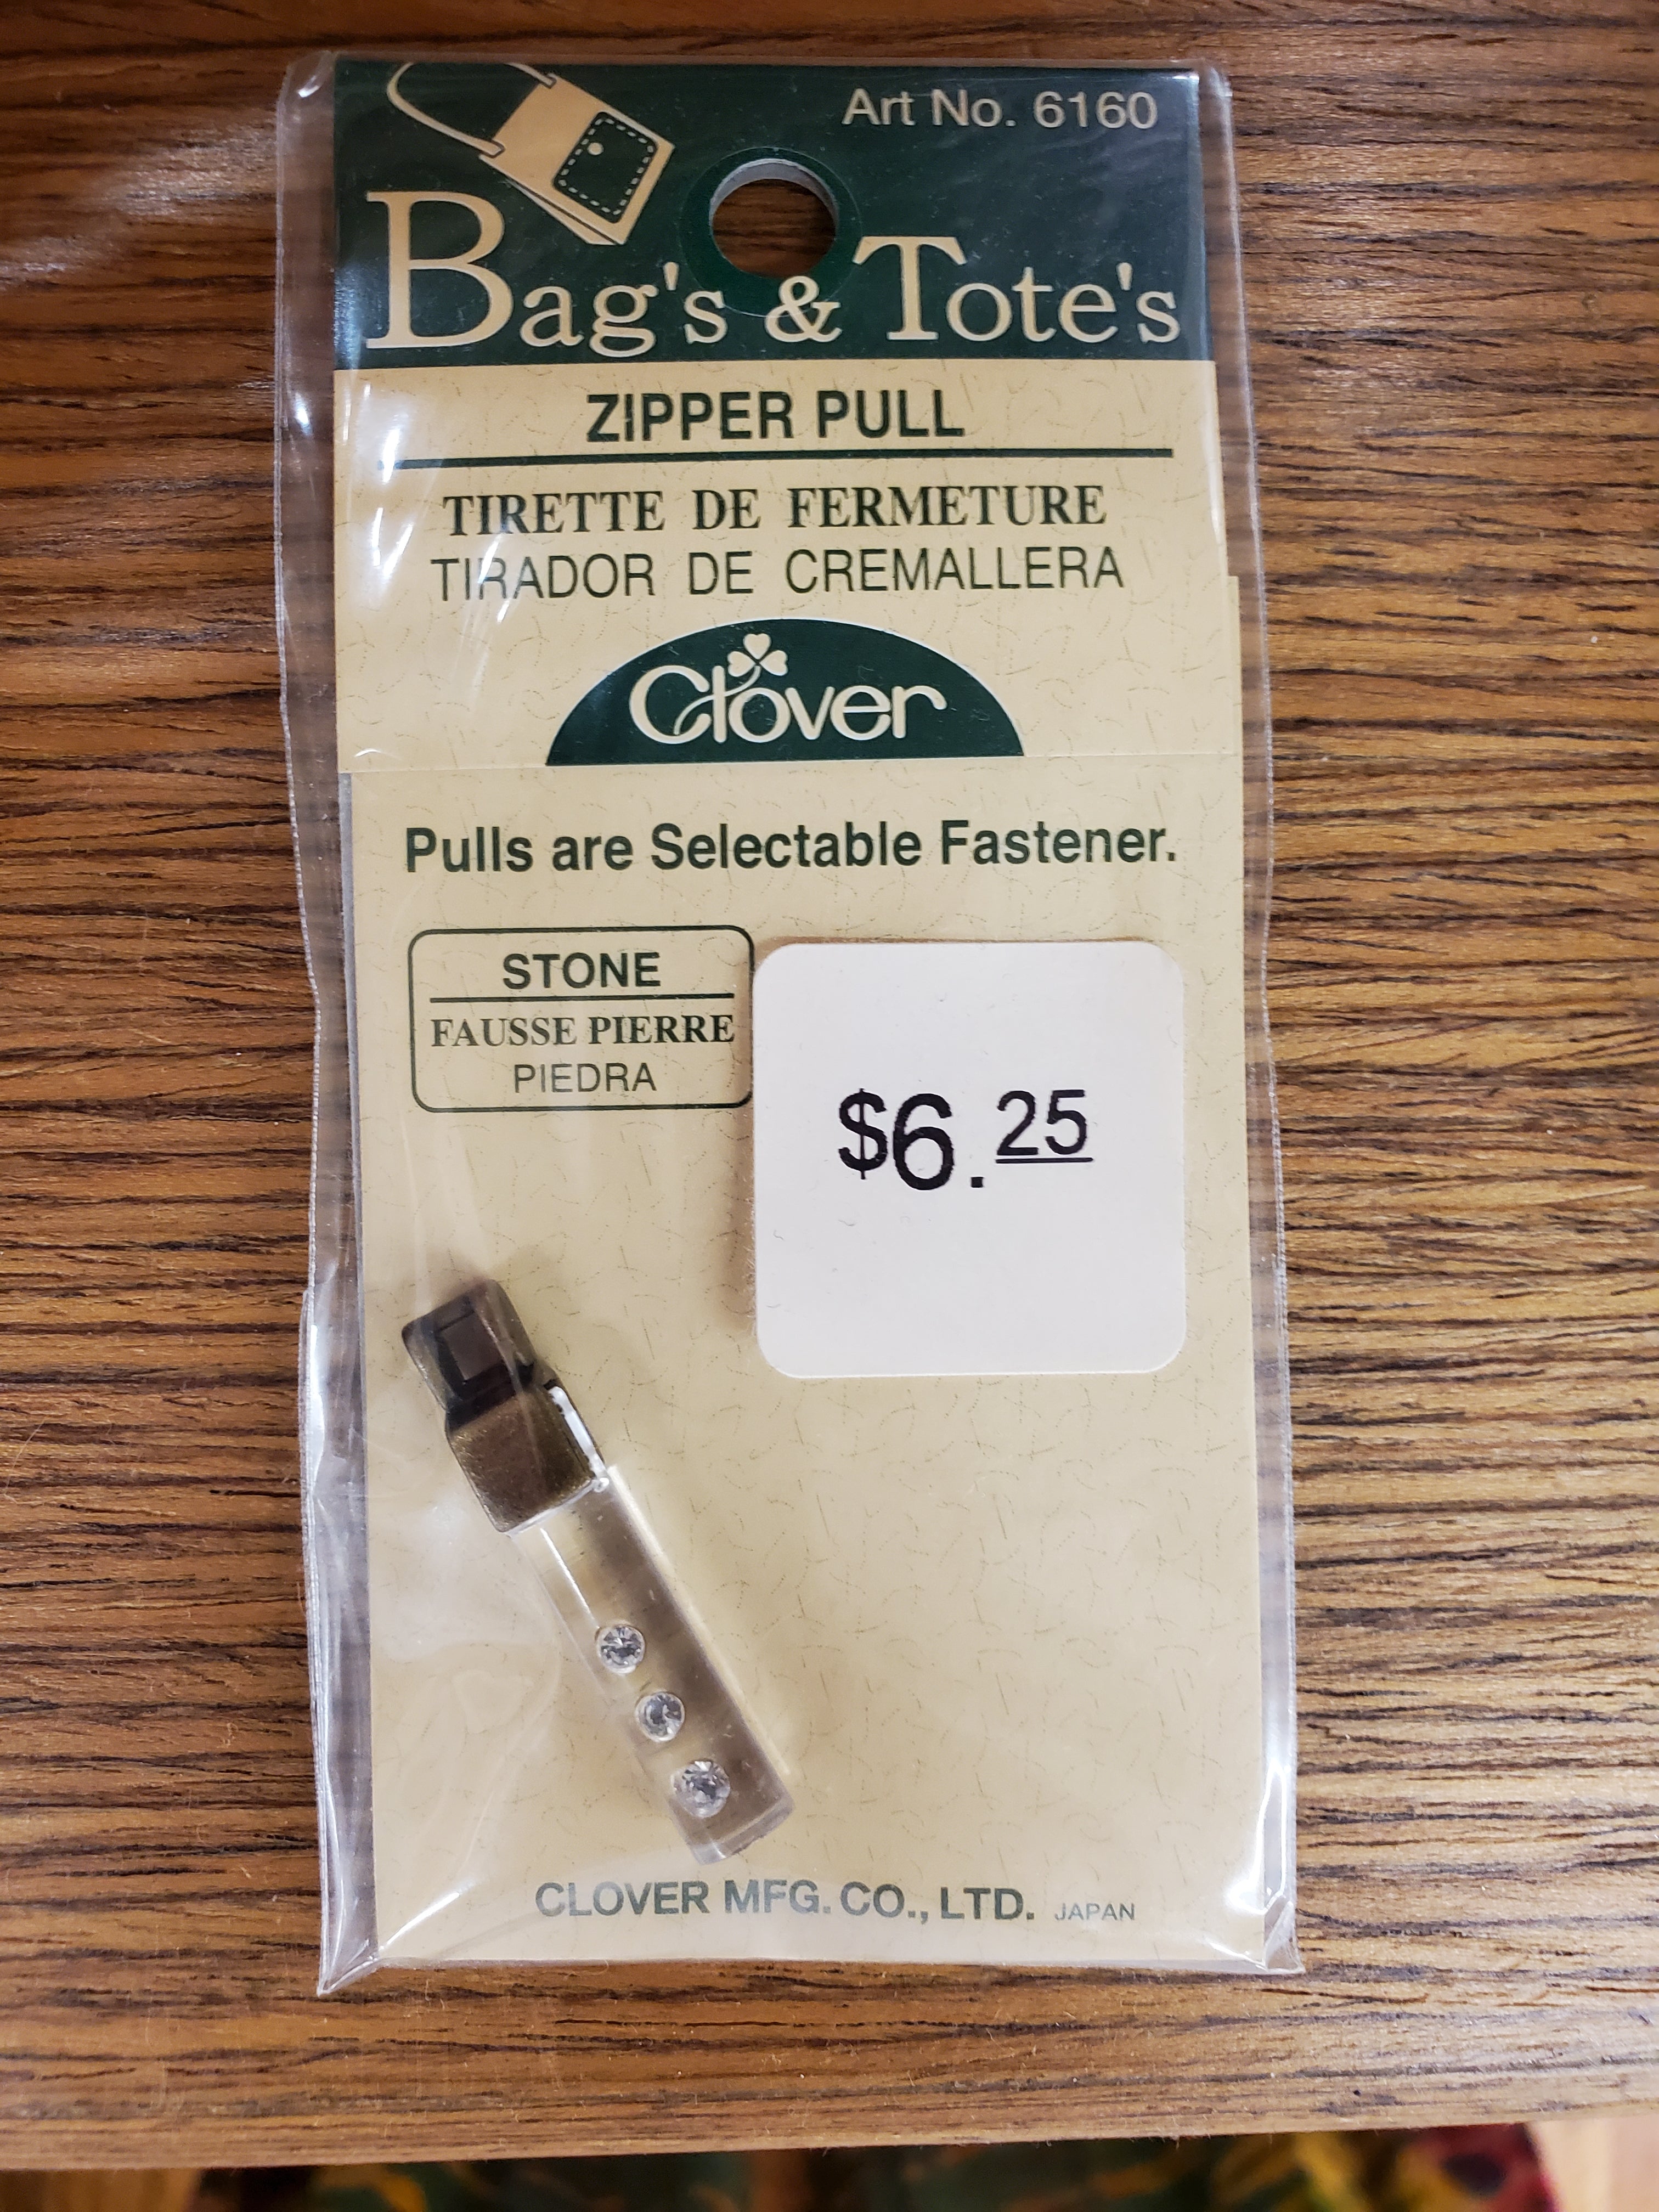 Art No. 6160
Bag's & Tote's
ZIPPER PULL
TIRETTE DE FERMETURE
TIRADOR DE CREMALLERA
Clover
Pulls are Selectable Fastener.
STONE
FAUSSE PIERRE
PIEDRA
$6.25
CLOVER MFG. CO., LTD. JAPAN